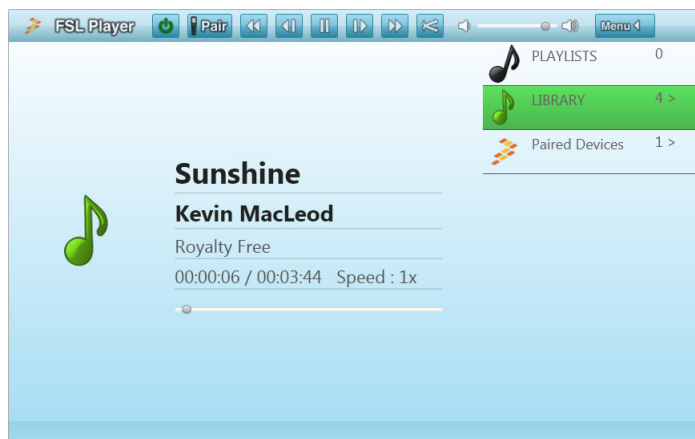 FSL Player Pair Menu
PLAYLISTS 0
LIBRARY 4 >
Paired Devices 1 >
Sunshine
Kevin MacLeod
Royalty Free
00:00:06 / 00:03:44 Speed : 1x